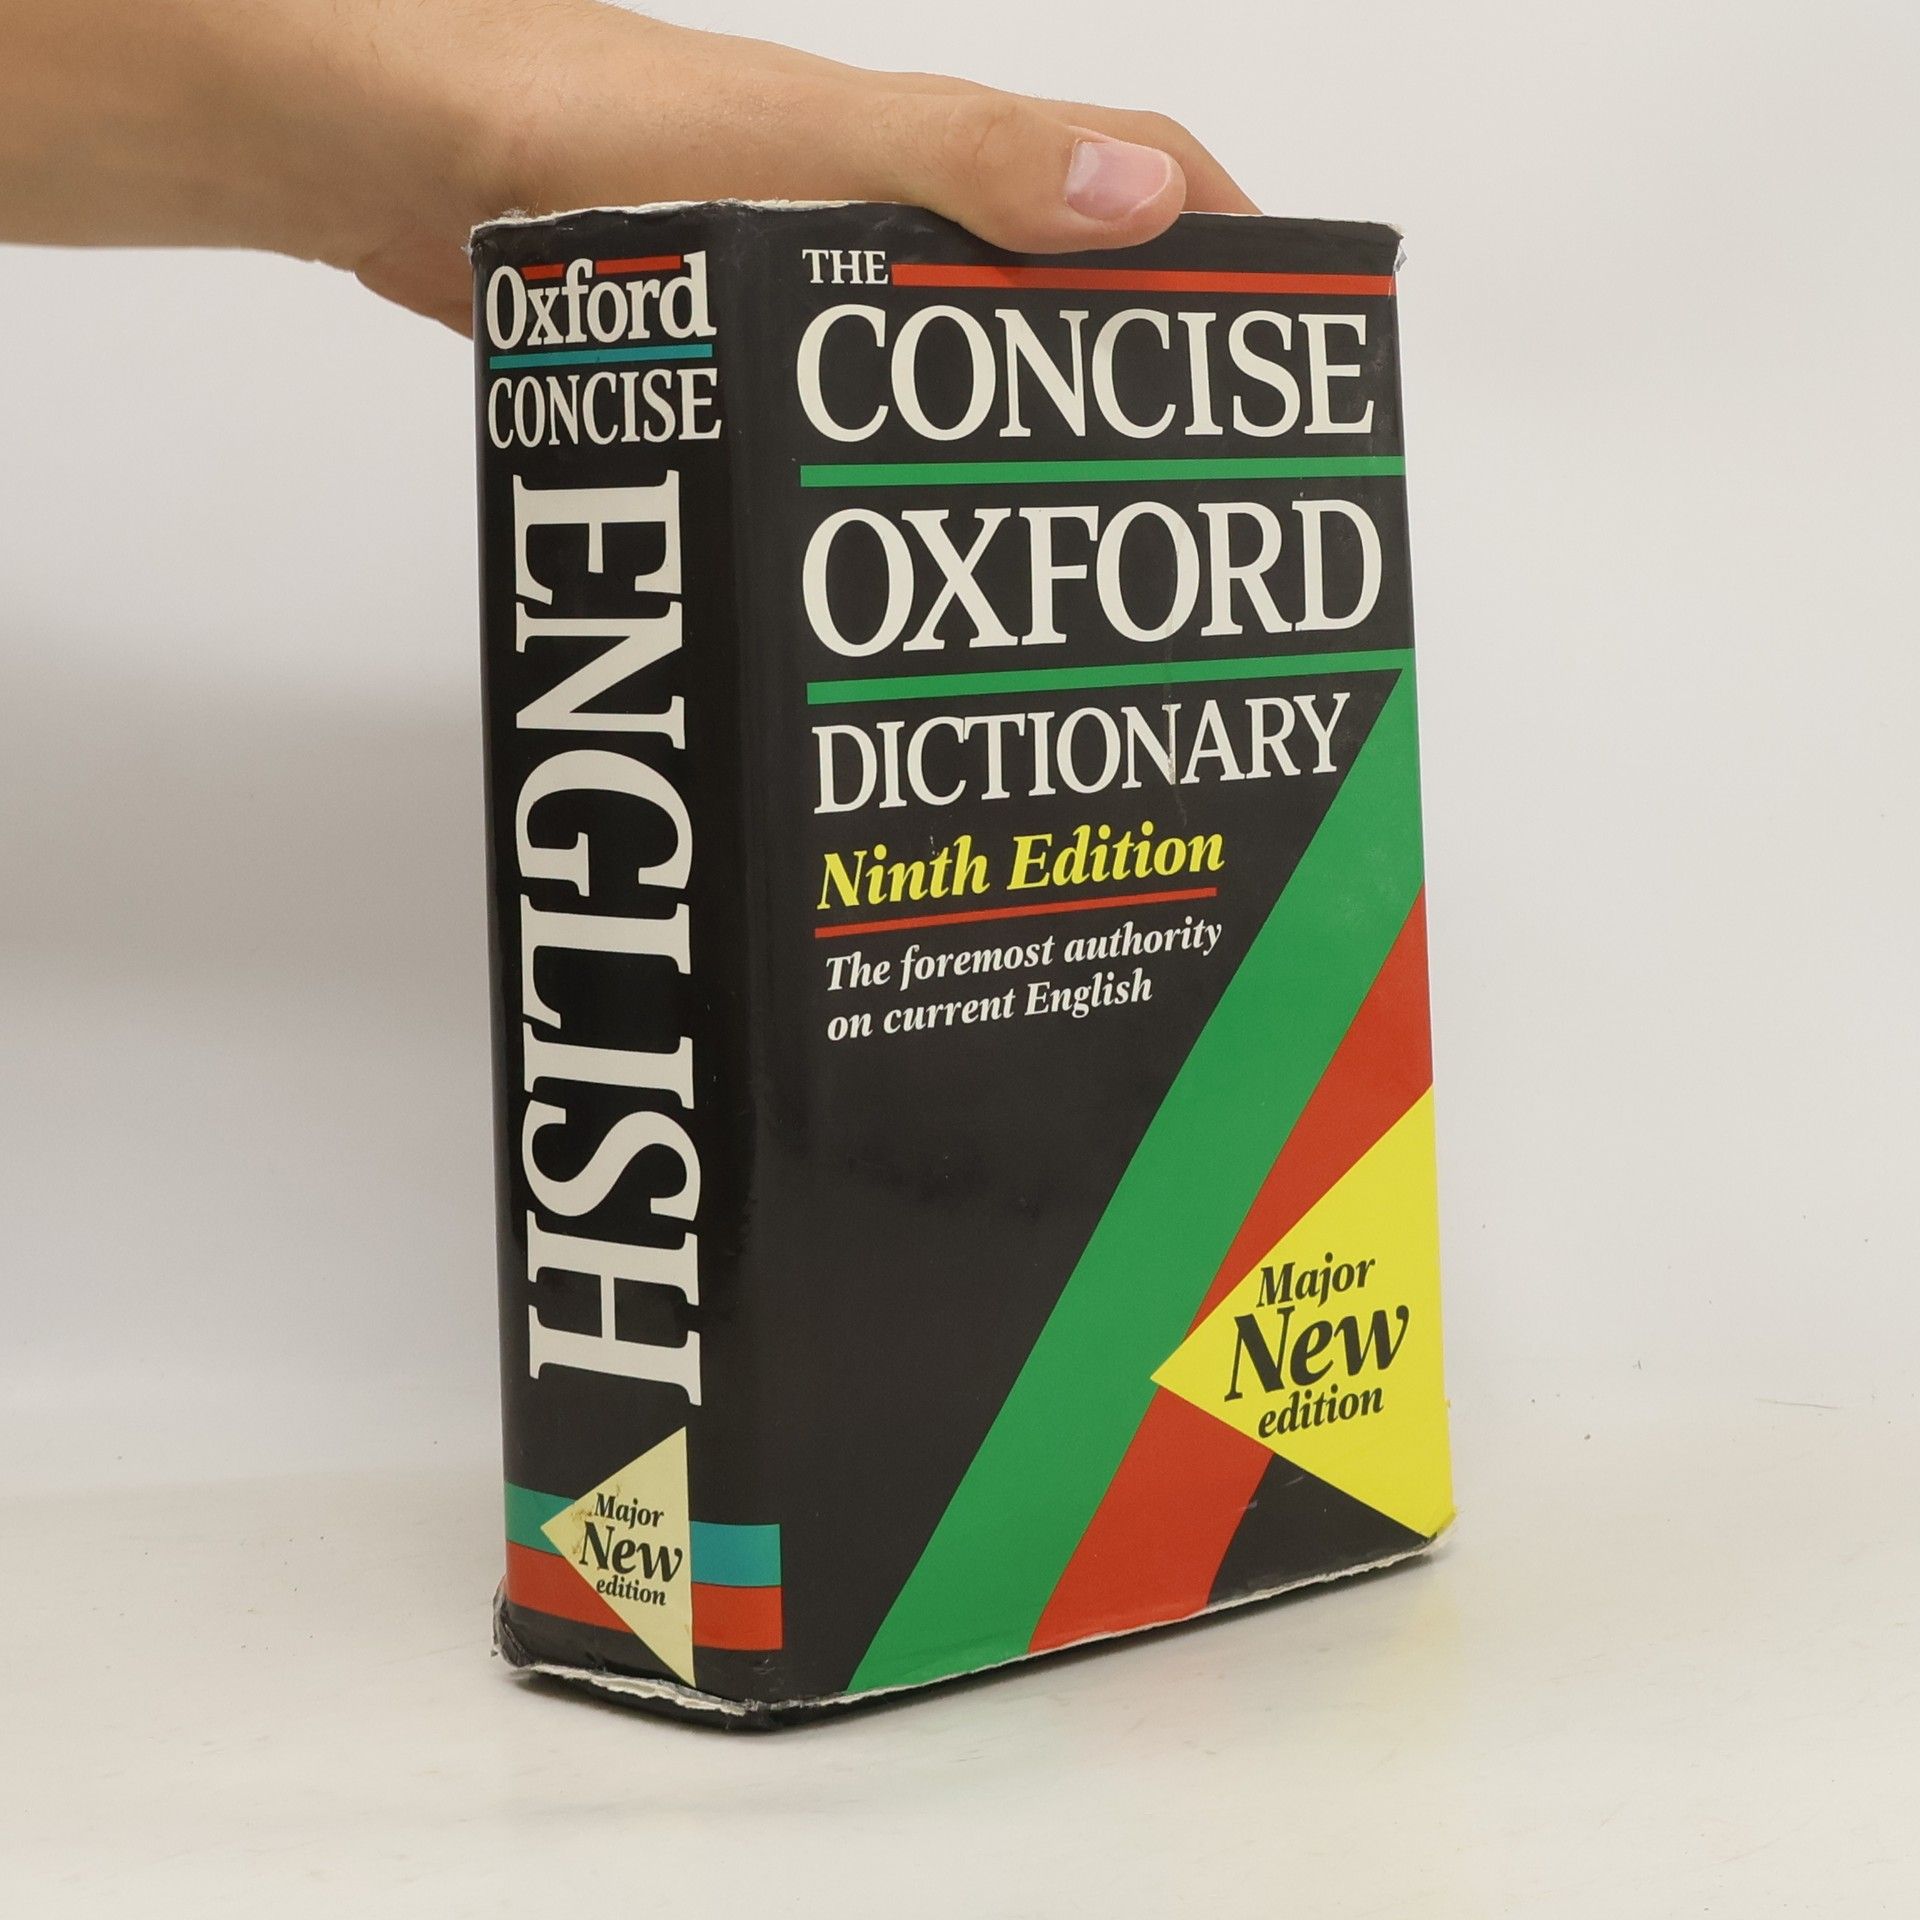 Oxford
CONCISE
ENGLISH
Major
New
edition
THE
CONCISE
OXFORD
DICTIONARY
Ninth Edition
The foremost authority
on current English
Major
New
edition